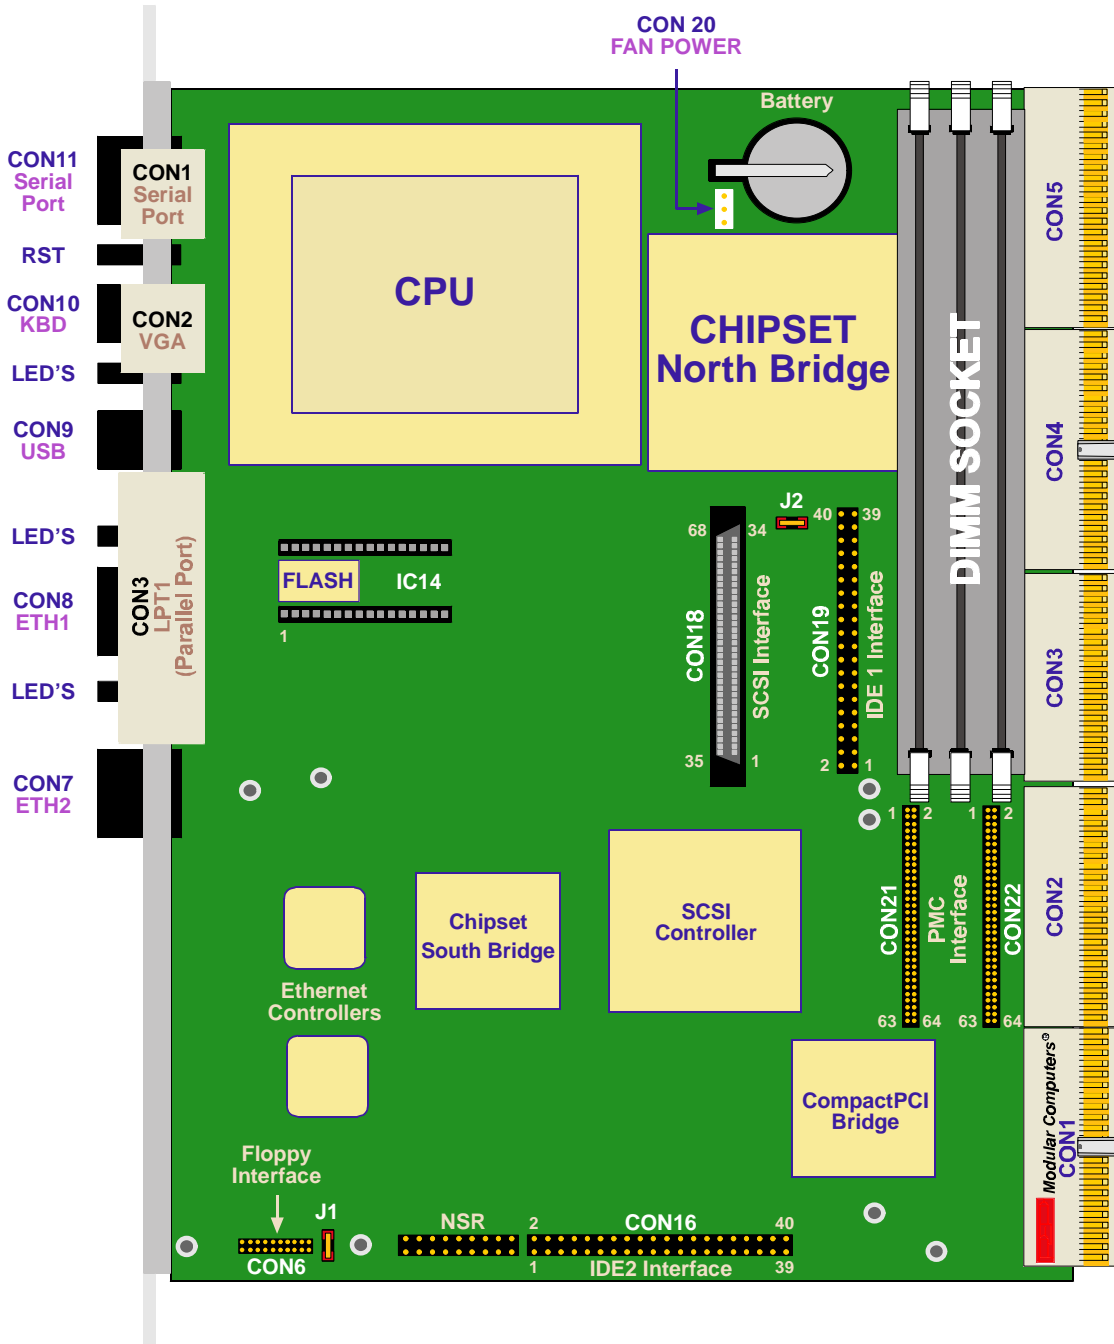 CON 20
FAN POWER
Battery
CON11
Serial
Port
CON1
Serial
Port
RST
CON10
KBD
CON2
VGA
LED'S
CON9
USB
LED'S
CON8
ETH1
LED'S
CON7
ETH2
CON3
LPT1
(Parallel Port)
CPU
CHIPSET
North Bridge
DIMM SOCKET
CON5
CON4
CON3
CON2
CON1
Modular Computers®
FLASH
IC14
1
J2
68
34
CON18
SCSI Interface
35
1
40
39
CON19
IDE 1 Interface
2
1
1
2
1
2
CON21
PMC
Interface
CON22
63
64
63
64
Chipset
South Bridge
SCSI
Controller
Ethernet
Controllers
CompactPCI
Bridge
Floppy
Interface
J1
CON6
NSR
2
CON16
40
1
IDE2 Interface
39